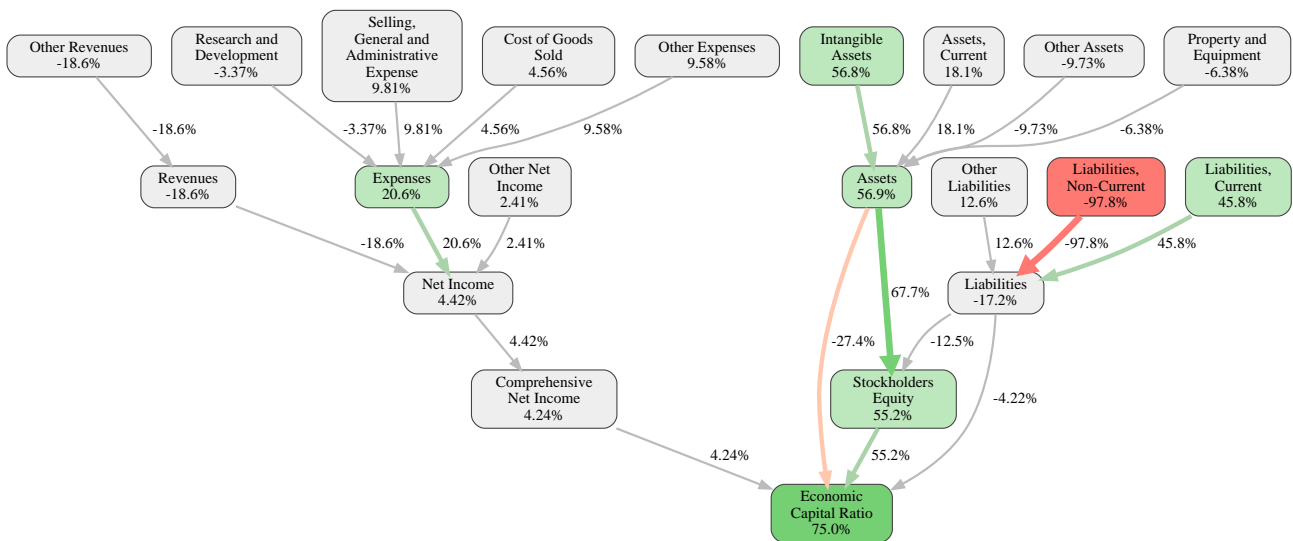 Other Revenues
-18.6%
Research and
Development
-3.37%
Selling,
General and
Administrative
Expense
9.81%
Cost of Goods
Sold
4.56%
Other Expenses
9.58%
Intangible
Assets
56.8%
Assets,
Current
18.1%
Other Assets
-9.73%
Property and
Equipment
-6.38%
-18.6%
-3.37%
9.81%
4.56%
9.58%
56.8%
18.1%
-9.73%
-6.38%
Revenues
-18.6%
Expenses
20.6%
Other Net
Income
2.41%
Assets
56.9%
Other
Liabilities
12.6%
Liabilities,
Non-Current
-97.8%
Liabilities,
Current
45.8%
-18.6%
20.6%
2.41%
12.6%
-97.8%
45.8%
Net Income
4.42%
67.7%
Liabilities
-17.2%
4.42%
-27.4%
-12.5%
Comprehensive
Net Income
4.24%
Stockholders
Equity
55.2%
-4.22%
4.24%
55.2%
Economic
Capital Ratio
75.0%